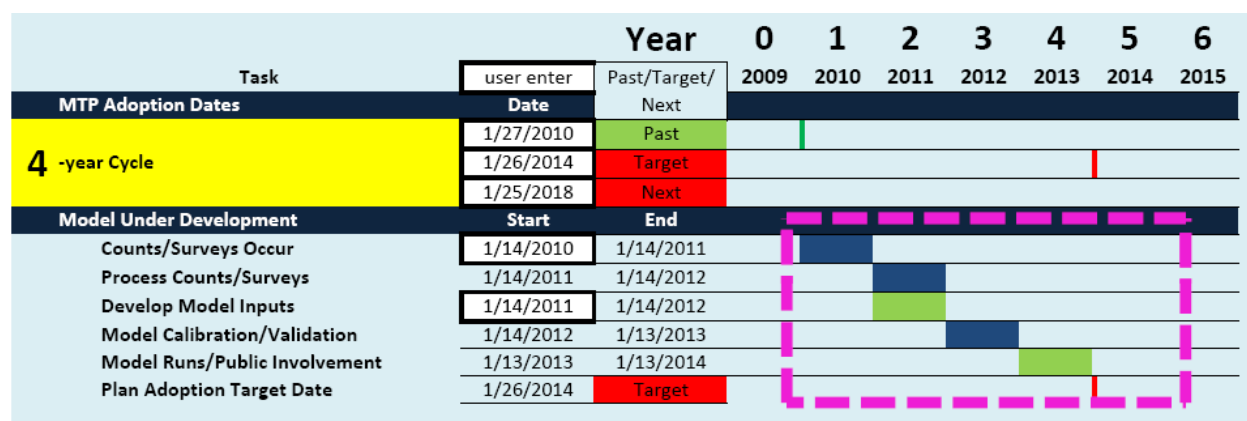 Year 0 1 2 3 4 5 6
Task user enter Past/Target/ 2009 2010 2011 2012 2013 2014 2015
MTP Adoption Dates Date Next
1/27/2010 Past
4 -year Cycle 1/26/2014 Target
1/25/2018 Next
Model Under Development Start End
Counts/Surveys Occur 1/14/2010 1/14/2011
Process Counts/Surveys 1/14/2011 1/14/2012
Develop Model Inputs 1/14/2011 1/14/2012
Model Calibration/Validation 1/14/2012 1/13/2013
Model Runs/Public Involvement 1/13/2013 1/13/2014
Plan Adoption Target Date 1/26/2014 Target